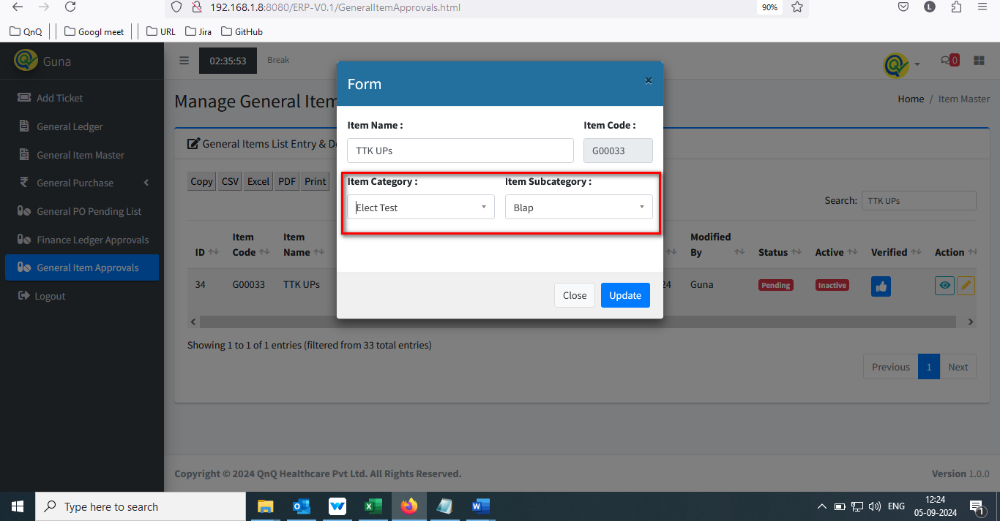 192.168.1.8:8080/ERP-V0.1/GeneralItemApprovals.html
90%
L
QnQ
Googl meet
URL
Jira
GitHub
Guna
02:35:53
Break
0
Add Ticket
General Ledger
General Item Master
General Purchase
General PO Pending List
Finance Ledger Approvals
General Item Approvals
Logout
Manage General Item
Home / Item Master
General Items List Entry & D
Copy CSV Excel PDF Print
Search: TTK UPs
ID Item Code Item Name Modified By Status Active Verified Action
34 G00033 TTK UPs 24 Guna Pending Inactive
Showing 1 to 1 of 1 entries (filtered from 33 total entries)
Previous 1 Next
Form
×
Item Name :
Item Code :
TTK UPs
G00033
Item Category :
Item Subcategory :
Elect Test
Blap
Close
Update
Copyright © 2024 QnQ Healthcare Pvt Ltd. All Rights Reserved.
Version 1.0.0
Type here to search
ENG
12:24
05-09-2024
1